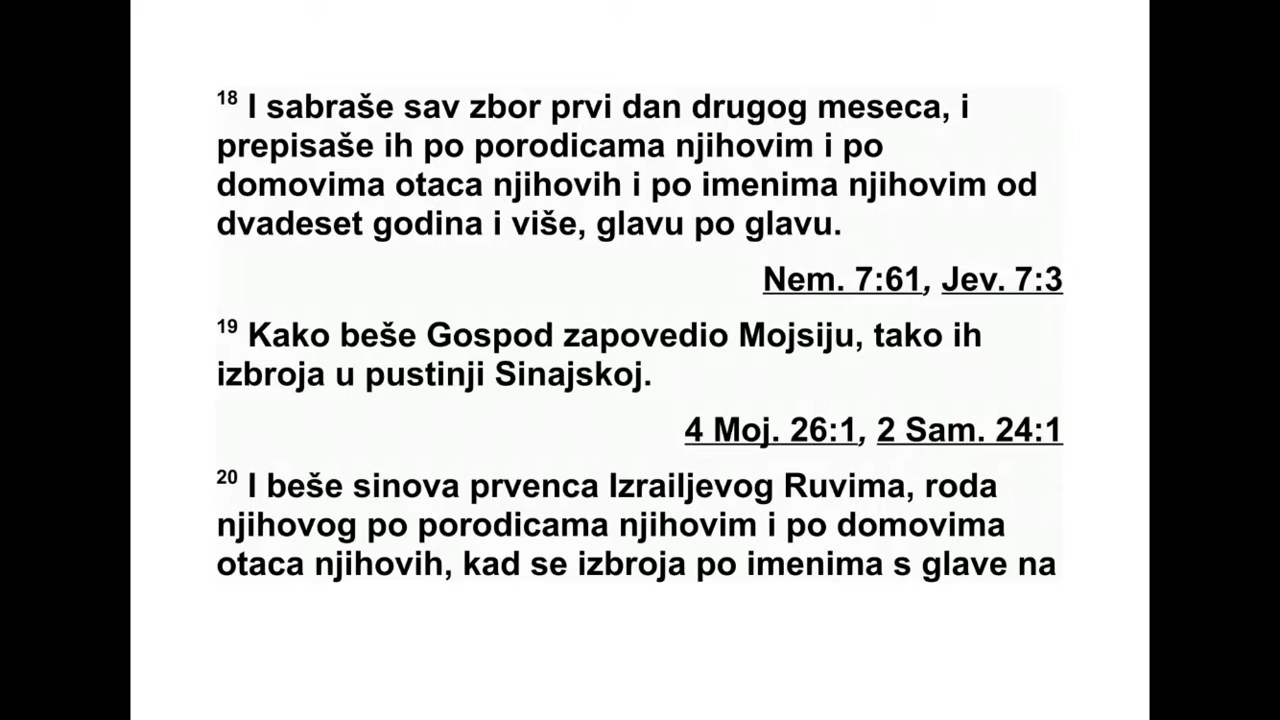 18 I sabraše sav zbor prvi dan drugog meseca, i
prepisaše ih po porodicama njihovim i po
domovima otaca njihovih i po imenima njihovim od
dvadeset godina i više, glavu po glavu.
Nem. 7:61, Jev. 7:3
19 Kako beše Gospod zapovedio Mojsiju, tako ih
izbroja u pustinji Sinajskoj.
4 Moj. 26:1, 2 Sam. 24:1
20 I beše sinova prvenca Izrailjevog Ruvima, roda
njihovog po porodicama njihovim i po domovima
otaca njihovih, kad se izbroja po imenima s glave na